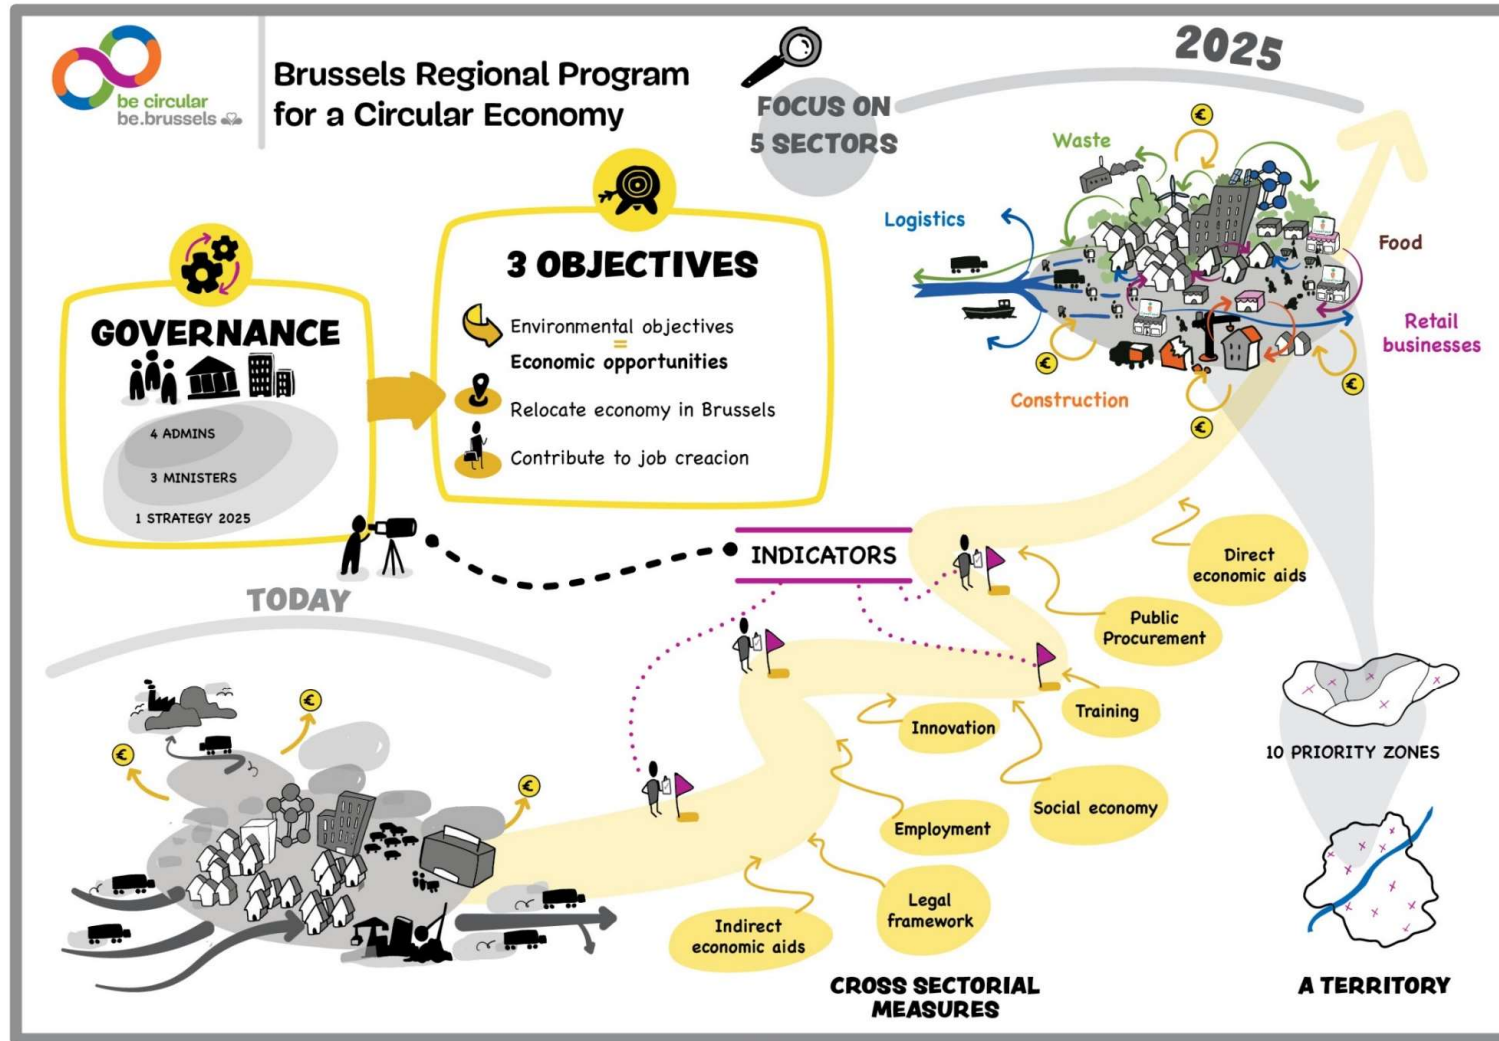 be circular
be.brussels
Brussels Regional Program
for a Circular Economy
FOCUS ON
5 SECTORS
2025
Waste
Logistics
Food
Retail
businesses
Construction
GOVERNANCE
4 ADMINS
3 MINISTERS
1 STRATEGY 2025
3 OBJECTIVES
Environmental objectives
=
Economic opportunities
Relocate economy in Brussels
Contribute to job creacion
INDICATORS
TODAY
Direct
economic aids
Public
Procurement
Training
Innovation
Social economy
Employment
Legal
framework
Indirect
economic aids
CROSS SECTORIAL
MEASURES
10 PRIORITY ZONES
A TERRITORY
€
€
€
€
€
€
€